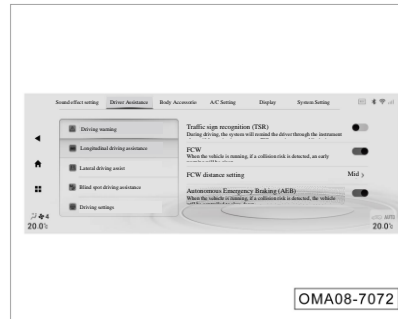 Sound effect setting Driver Assistance Body Accessorie A/C Setting Display System Setting
Driving warning
Longitudinal driving assistance
Lateral driving assist
Blind spot driving assistance
Driving settings
Traffic sign recognition (TSR)
During driving, the system will remind the driver through the instrument
FCW
When the vehicle is running, if a collision risk is detected, an early
FCW distance setting Mid >
Autonomous Emergency Braking (AEB)
When the vehicle is running, if a collision risk is detected, the vehicle
4
20.0
AUTO
20.0
OMA08-7072